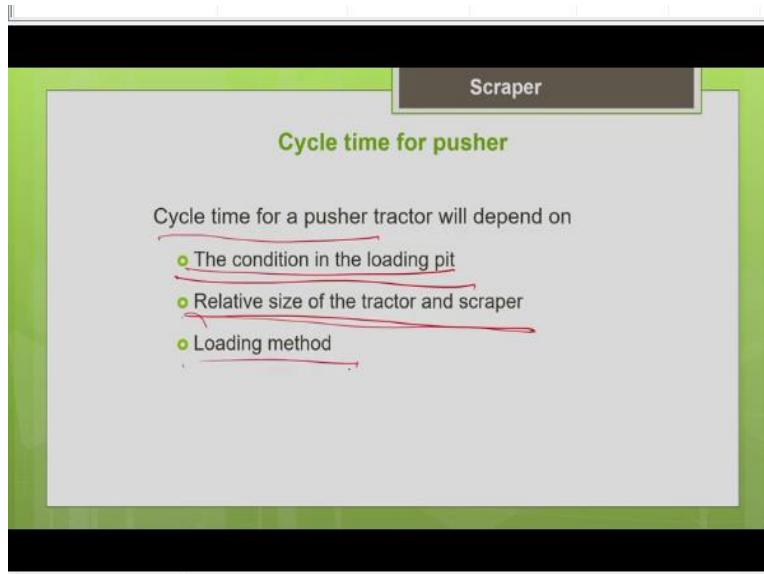 Scraper
Cycle time for pusher
Cycle time for a pusher tractor will depend on
The condition in the loading pit
Relative size of the tractor and scraper
Loading method